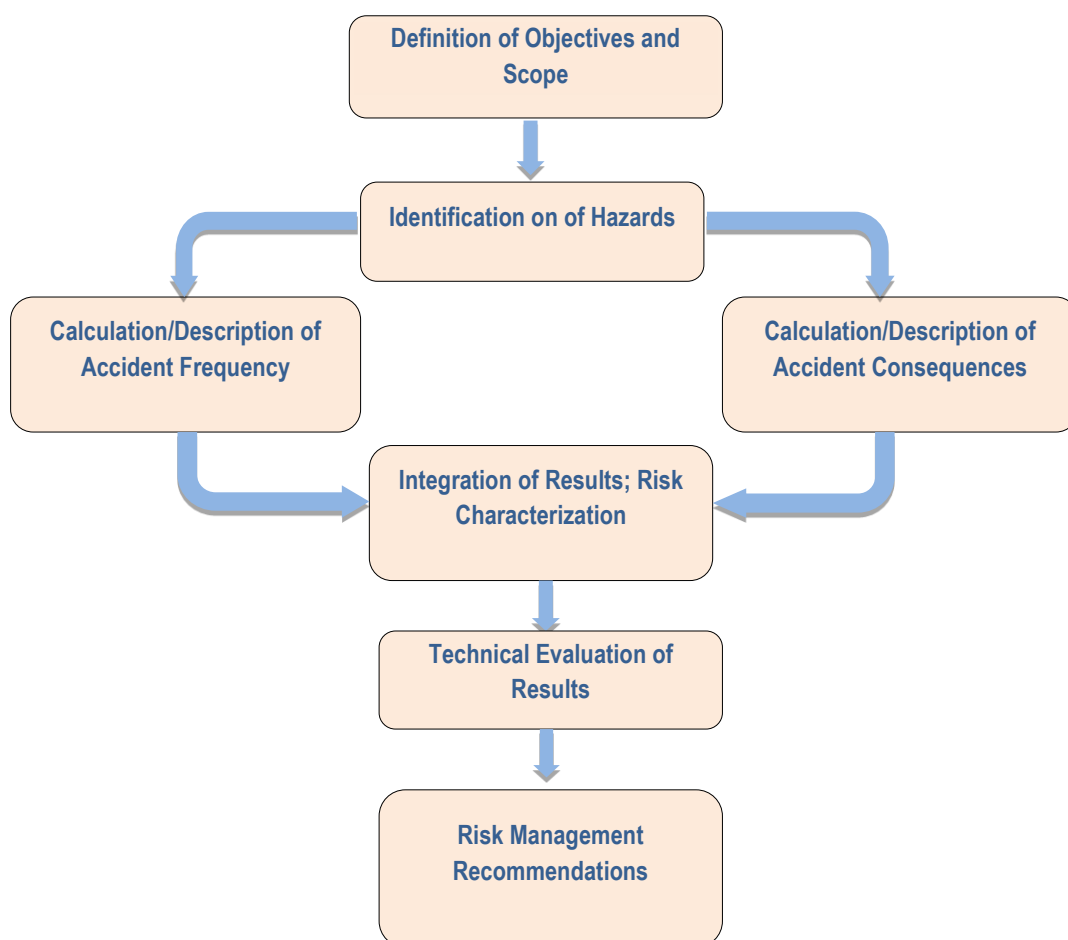 Definition of Objectives and
Scope
Identification on of Hazards
Calculation/Description of
Accident Frequency
Calculation/Description of
Accident Consequences
Integration of Results; Risk
Characterization
Technical Evaluation of
Results
Risk Management
Recommendations